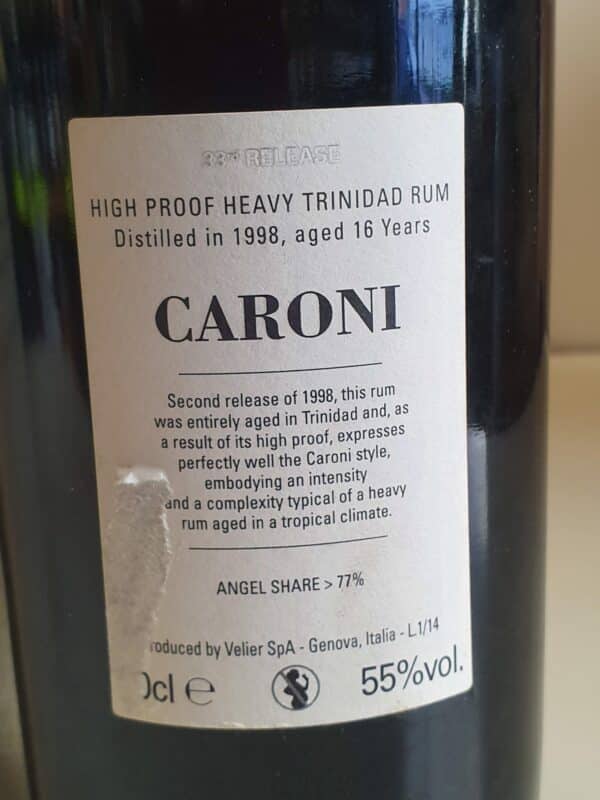 33rd RELEASE
HIGH PROOF HEAVY TRINIDAD RUM
Distilled in 1998, aged 16 Years
CARONI
Second release of 1998, this rum
was entirely aged in Trinidad and, as
a result of its high proof, expresses
perfectly well the Caroni style,
embodying an intensity
and a complexity typical of a heavy
rum aged in a tropical climate.
ANGEL SHARE > 77%
roduced by Velier SpA - Genova, Italia - L.1/14
0cl e 55%vol.